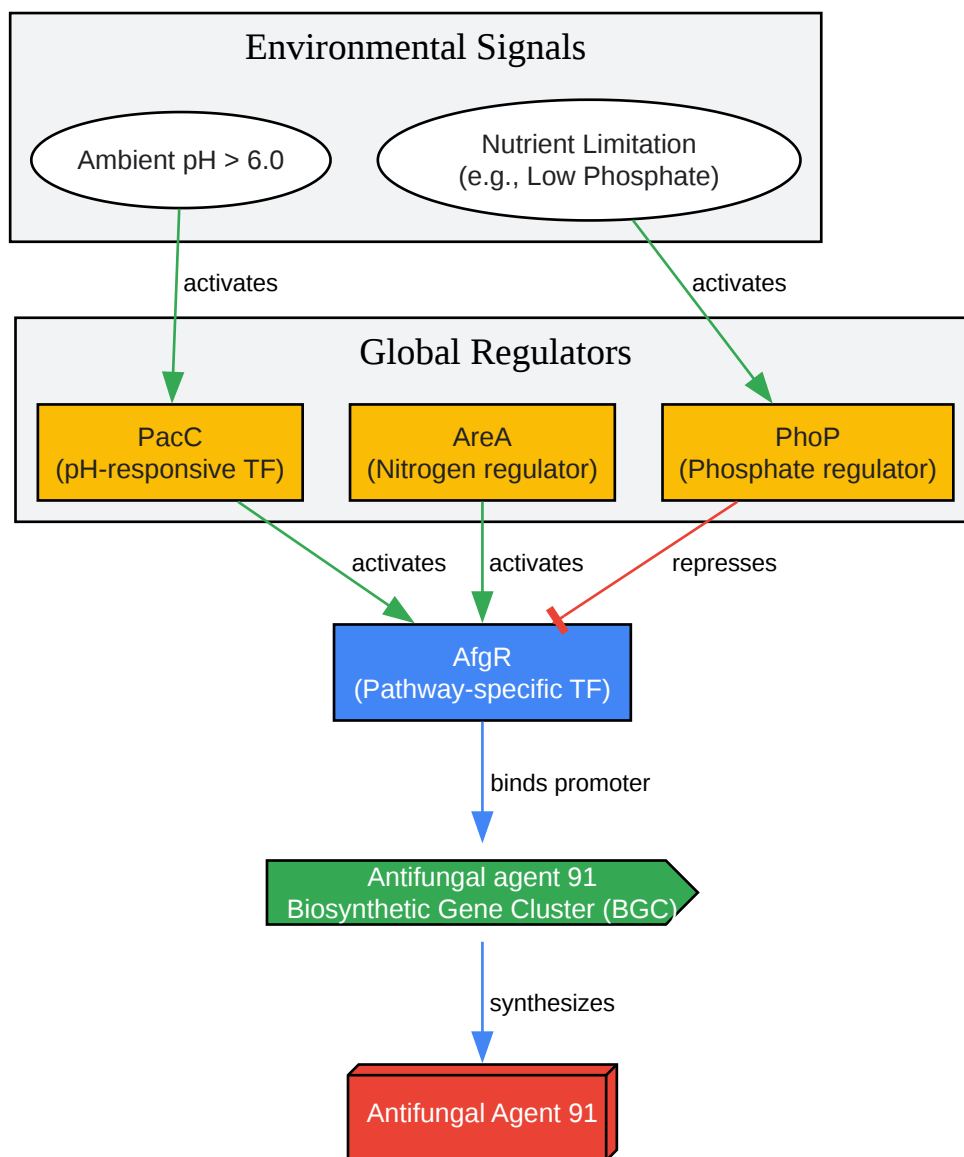 Environmental Signals
Ambient pH > 6.0
Nutrient Limitation
(e.g., Low Phosphate)
activates
activates
Global Regulators
PacC
(pH-responsive TF)
AreA
(Nitrogen regulator)
PhoP
(Phosphate regulator)
activates
activates
represses
AfgR
(Pathway-specific TF)
binds promoter
Antifungal agent 91
Biosynthetic Gene Cluster (BGC)
synthesizes
Antifungal Agent 91